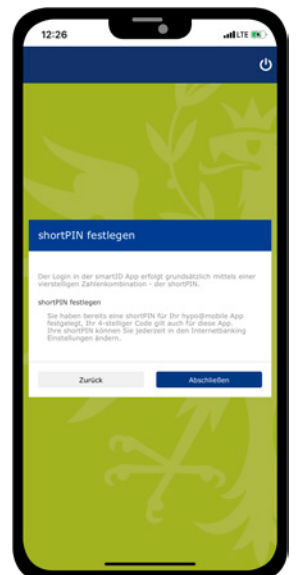 12:26
LTE
shortPIN festlegen
Der Login in der smartID App erfolgt grundsätzlich mittels einer
vierstelligen Zahlenkombination - der shortPIN.
shortPIN festlegen
Sie haben bereits eine shortPIN für Ihr hypo@mobile App
festgelegt, Ihr 4-stelliger Code gilt auch für diese App.
Ihre shortPIN können Sie jederzeit in den Internetbanking
Einstellungen ändern.
Zurück
Abschließen